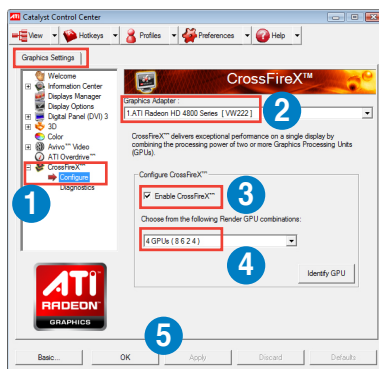 ATI Catalyst Control Center
View Hotkeys Profiles Preferences Help
Graphics Settings
Welcome
Information Center
Displays Manager
Display Options
Digital Panel (DVI) 3
3D
Color
Avivo™ Video
ATI Overdrive™
CrossFireX™
Configure
Diagnostics
1
CrossFireX™
Graphics Adapter :
1.ATI Radeon HD 4800 Series [ VW222 ]
2
CrossFireX™ delivers exceptional performance on a single display by
combining the processing power of two or more Graphics Processing Units
(GPUs).
Configure CrossFireX™
Enable CrossFireX™
3
Choose from the following Render GPU combinations:
4 GPUs ( 8 6 2 4 )
4
Identify GPU
ATI
RADEON
GRAPHICS
5
Basic... OK Apply Discard Defaults